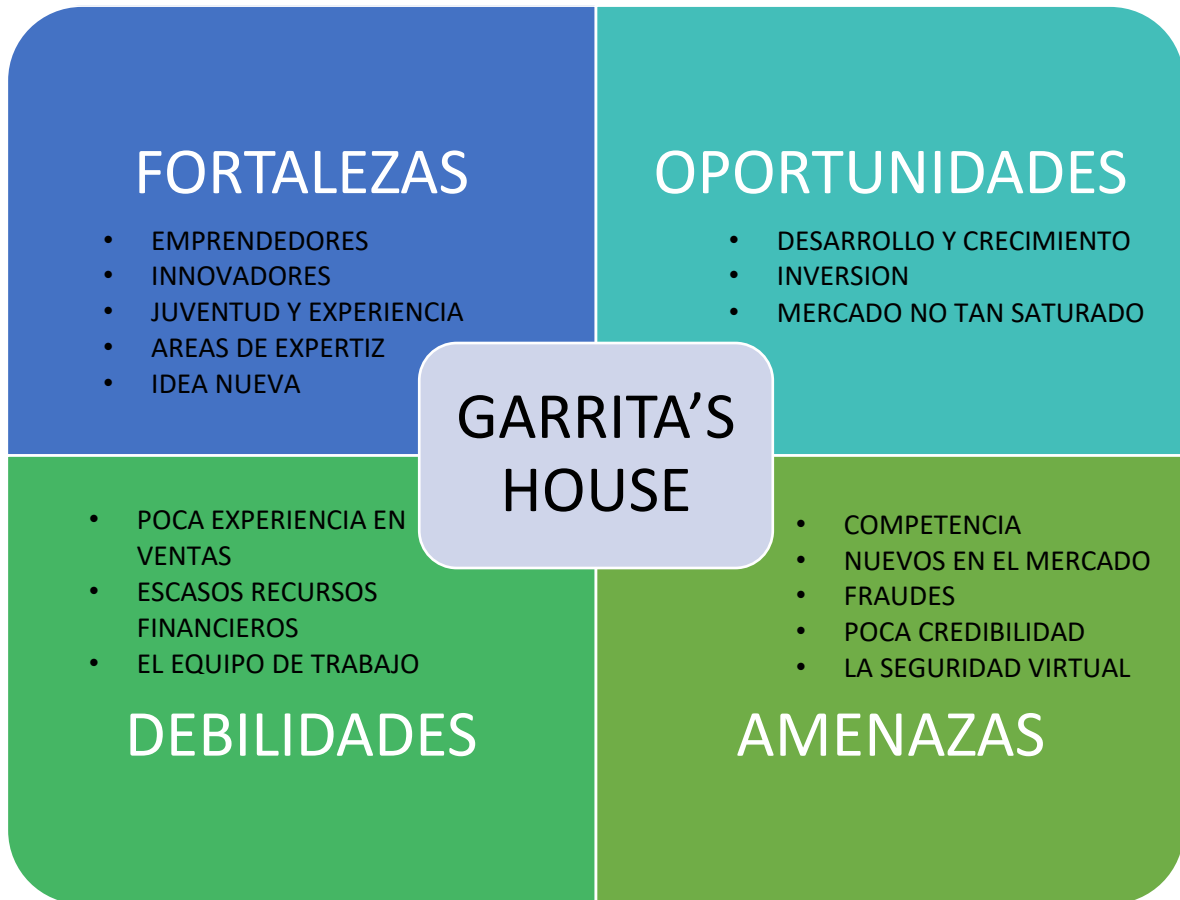 FORTALEZAS
• EMPRENDEDORES
• INNOVADORES
• JUVENTUD Y EXPERIENCIA
• AREAS DE EXPERTIZ
• IDEA NUEVA
OPORTUNIDADES
• DESARROLLO Y CRECIMIENTO
• INVERSION
• MERCADO NO TAN SATURADO
GARRITA’S
HOUSE
• POCA EXPERIENCIA EN
VENTAS
• ESCASOS RECURSOS
FINANCIEROS
• EL EQUIPO DE TRABAJO
DEBILIDADES
• COMPETENCIA
• NUEVOS EN EL MERCADO
• FRAUDES
• POCA CREDIBILIDAD
• LA SEGURIDAD VIRTUAL
AMENAZAS